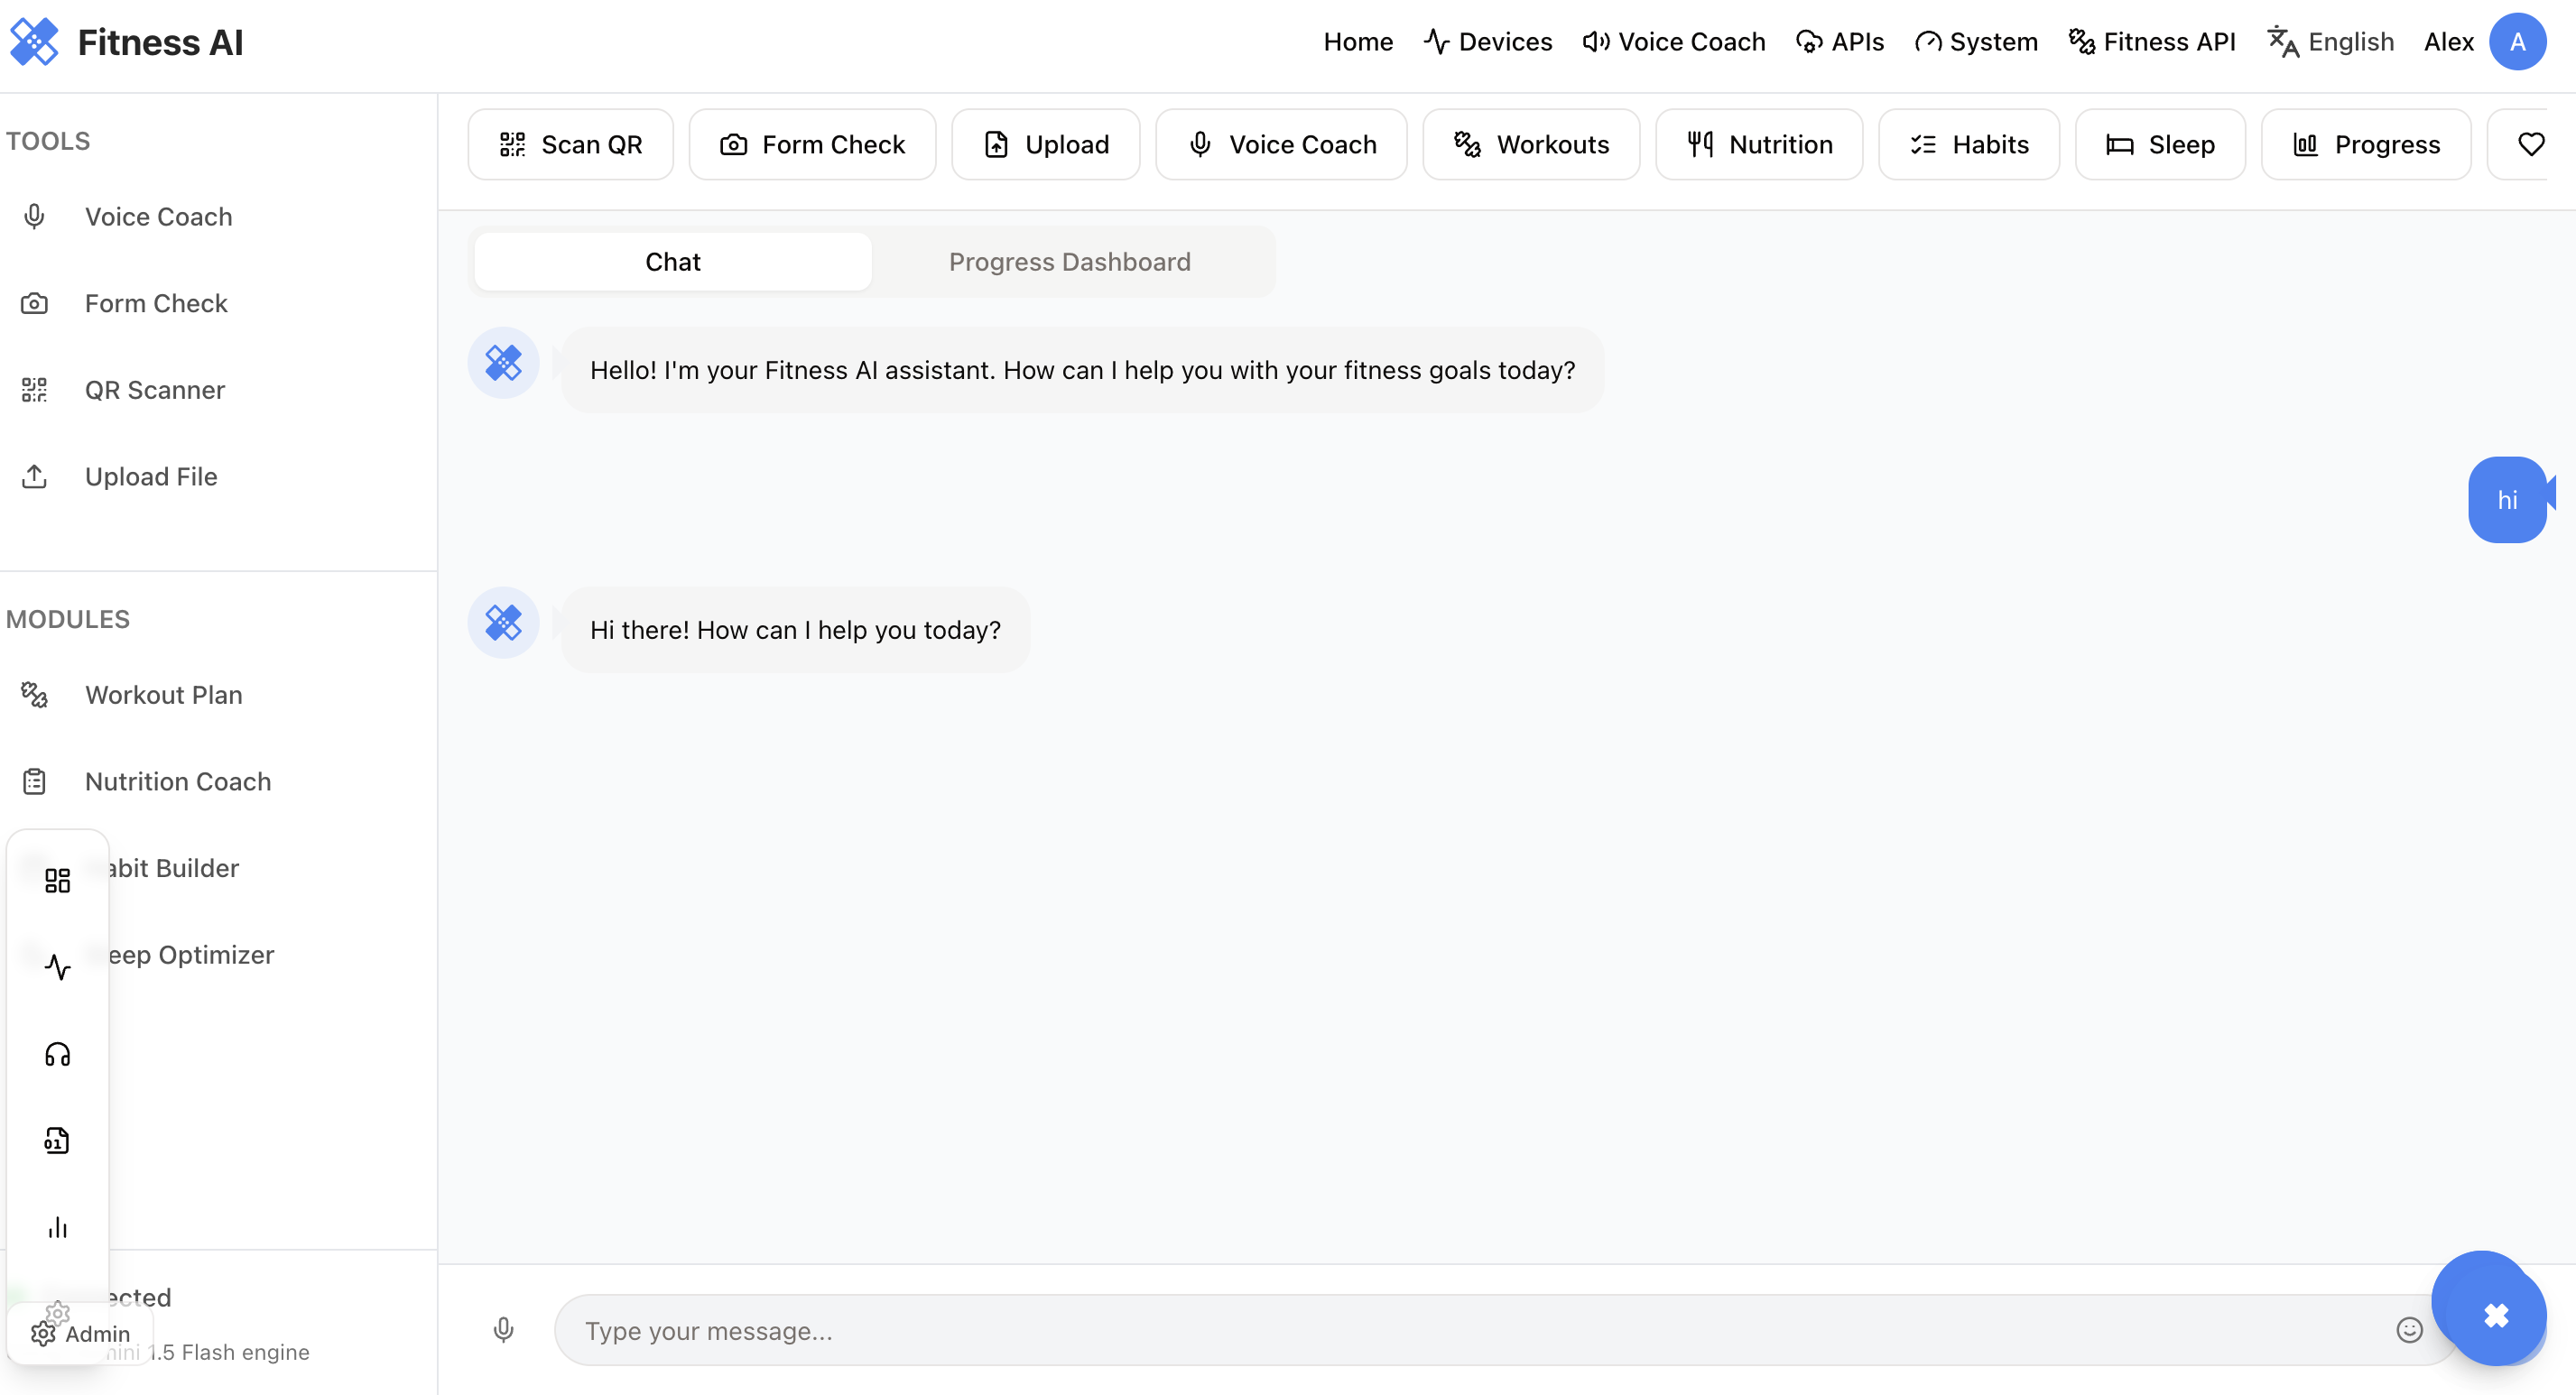 Fitness AI
Home Devices Voice Coach APIs System Fitness API English Alex A
TOOLS
Voice Coach
Form Check
QR Scanner
Upload File
MODULES
Workout Plan
Nutrition Coach
abit Builder
eep Optimizer
ected
Admin
1.5 Flash engine
Scan QR Form Check Upload Voice Coach Workouts Nutrition Habits Sleep Progress
Chat Progress Dashboard
Hello! I'm your Fitness AI assistant. How can I help you with your fitness goals today?
hi
Hi there! How can I help you today?
Type your message...